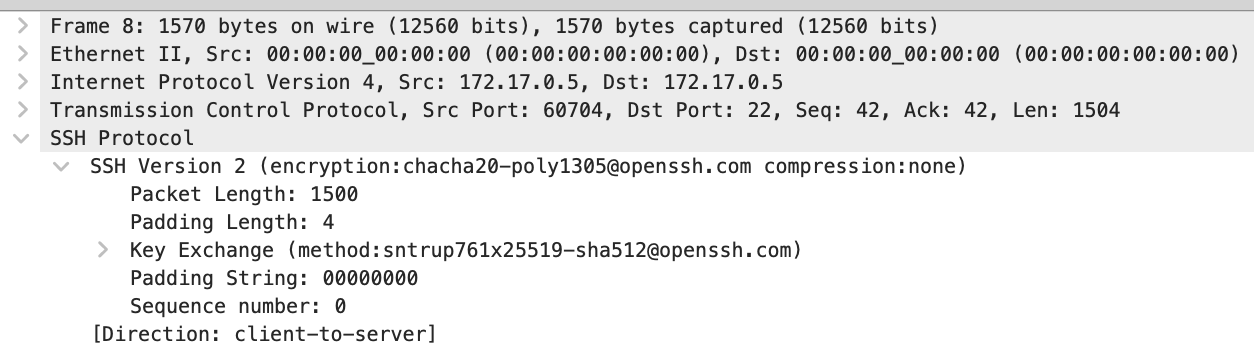 Frame 8: 1570 bytes on wire (12560 bits), 1570 bytes captured (12560 bits)
Ethernet II, Src: 00:00:00_00:00:00 (00:00:00:00:00:00), Dst: 00:00:00_00:00:00 (00:00:00:00:00:00)
Internet Protocol Version 4, Src: 172.17.0.5, Dst: 172.17.0.5
Transmission Control Protocol, Src Port: 60704, Dst Port: 22, Seq: 42, Ack: 42, Len: 1504
SSH Protocol
SSH Version 2 (encryption:chacha20-poly1305@openssh.com compression:none)
Packet Length: 1500
Padding Length: 4
Key Exchange (method:sntrup761x25519-sha512@openssh.com)
Padding String: 00000000
Sequence number: 0
[Direction: client-to-server]